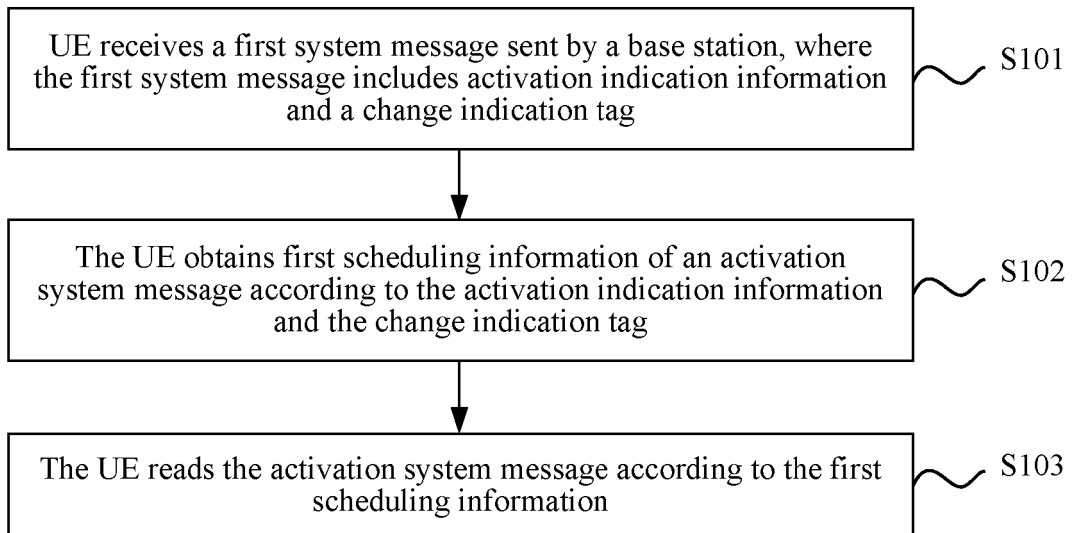 UE receives a first system message sent by a base station, where
the first system message includes activation indication information
and a change indication tag
S101
The UE obtains first scheduling information of an activation
system message according to the activation indication information
and the change indication tag
S102
The UE reads the activation system message according to the first
scheduling information
S103